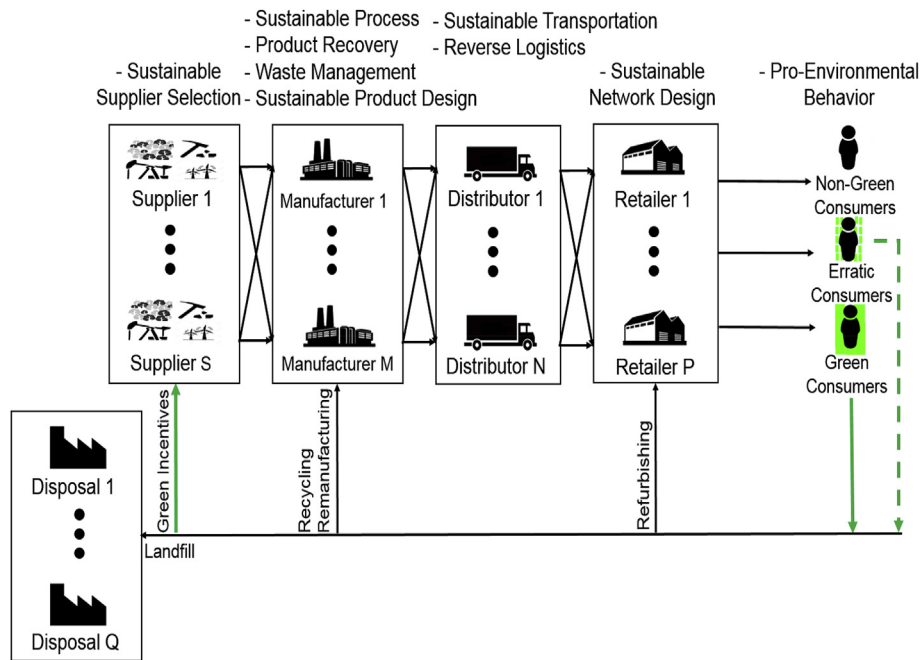 - Sustainable Process
- Product Recovery
- Waste Management
- Sustainable Product Design
- Sustainable Transportation
- Reverse Logistics
- Sustainable
Supplier Selection
- Sustainable
Network Design
- Pro-Environmental
Behavior
Supplier 1
Manufacturer 1
Distributor 1
Retailer 1
Non-Green
Consumers
Erratic
Consumers
Supplier S
Manufacturer M
Distributor N
Retailer P
Green
Consumers
Green Incentives
Recycling
Remanufacturing
Refurbishing
Disposal 1
Landfill
Disposal Q